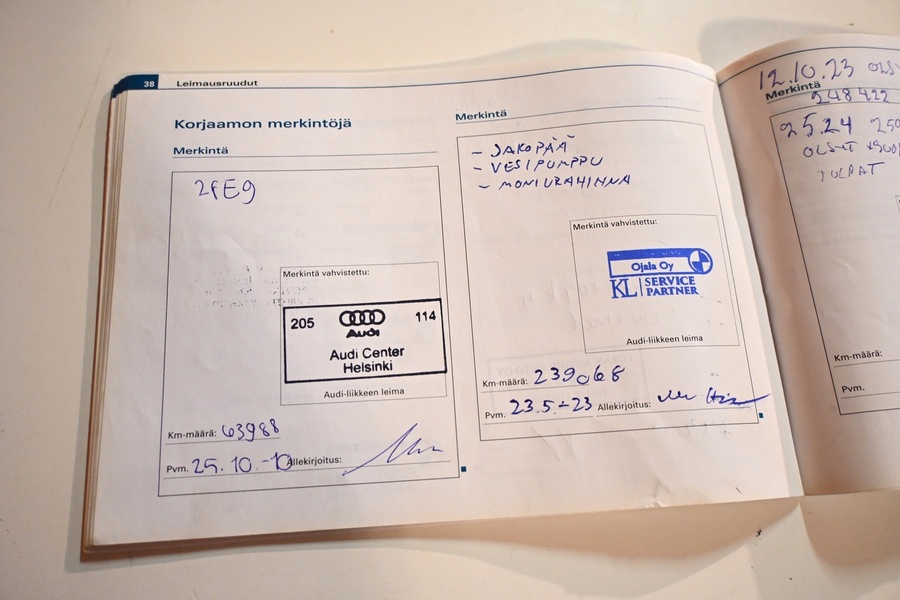 38 Leimausruudut
Korjaamon merkintöjä
Merkintä
2FE9
Merkintä vahvistettu:
205 114
Audi
Audi Center
Helsinki
Audi-liikkeen leima
Km-määrä: 63988
Pvm. 25.10.-10 Allekirjoitus:
Merkintä
- JAKOPÄÄ
- VESIPUMPPU
- MONIURAHIHNA
Merkintä vahvistettu:
Ojala Oy
KL SERVICE
PARTNER
Audi-liikkeen leima
Km-määrä: 239068
Pvm. 23.5.-23 Allekirjoitus:
12.10.23
Merkintä 248422
25.24
Km-määrä:
Pvm.